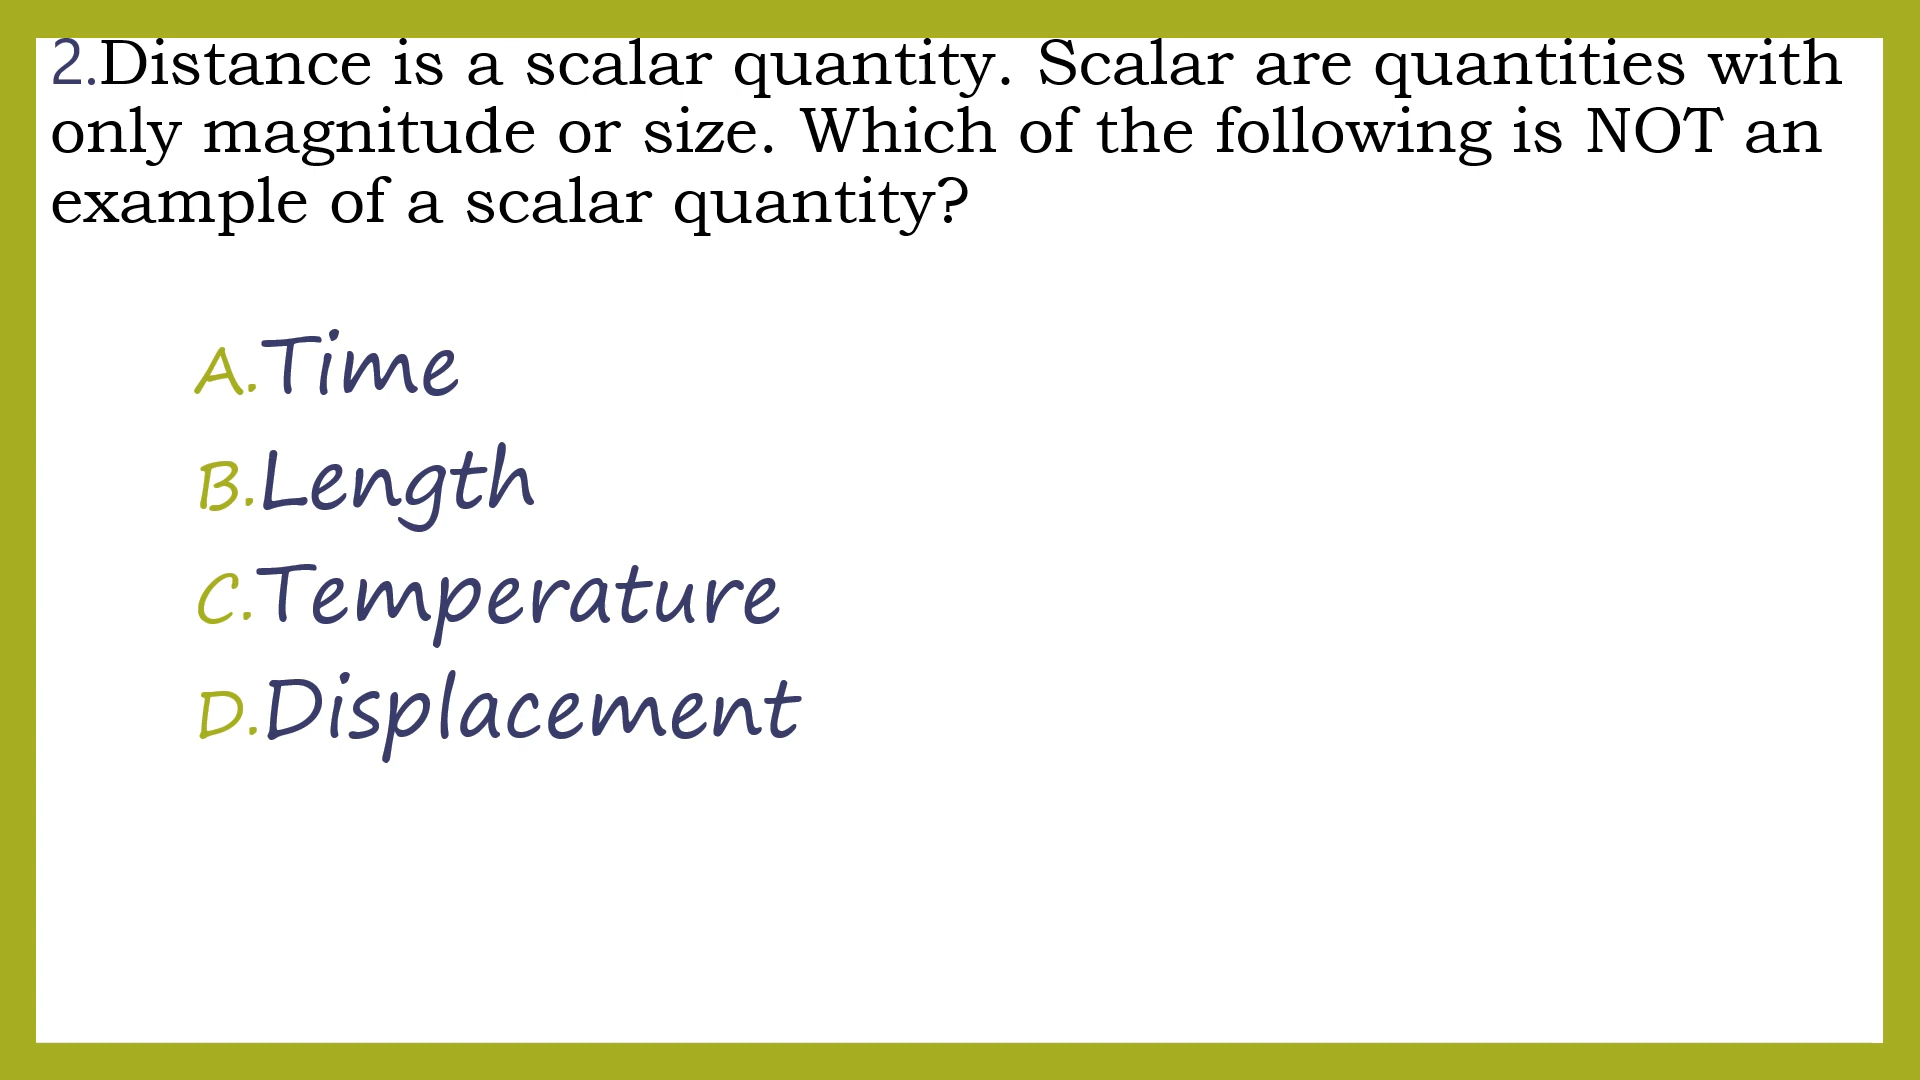 2.Distance is a scalar quantity. Scalar are quantities with
only magnitude or size. Which of the following is NOT an
example of a scalar quantity?
A.Time
B.Length
C.Temperature
D.Displacement